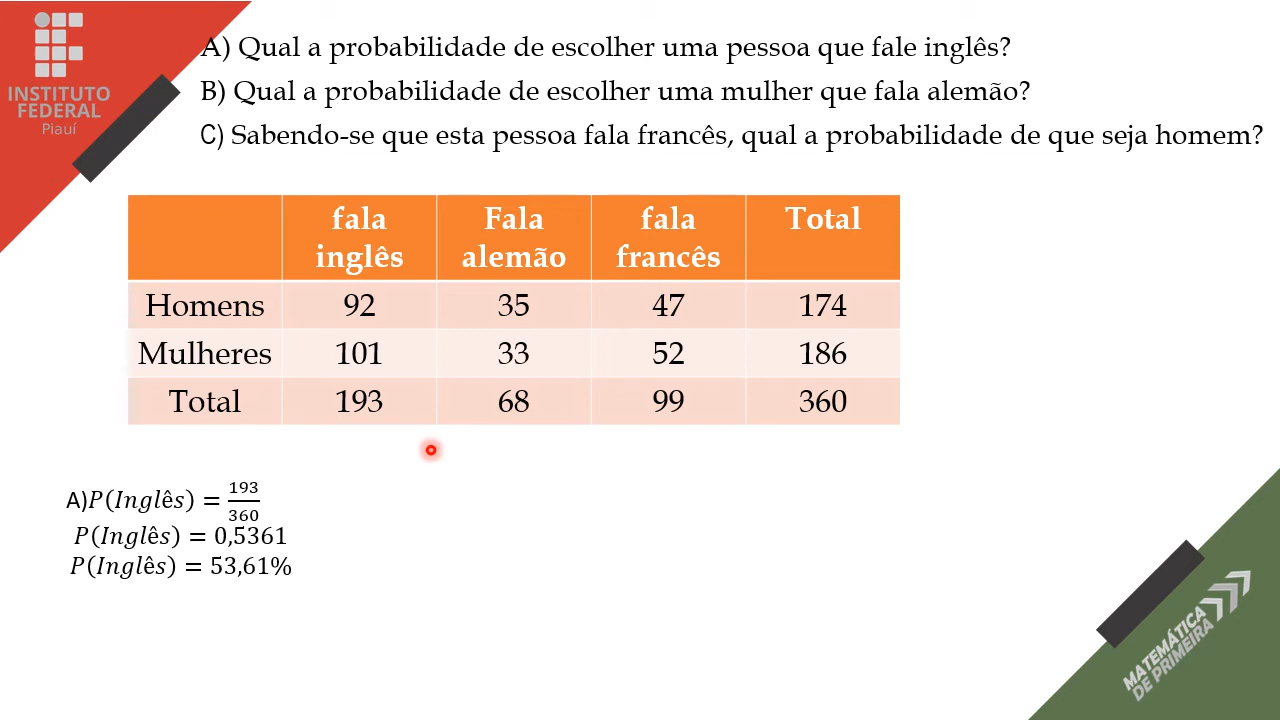 INSTITUTO
FEDERAL
Piauí
A) Qual a probabilidade de escolher uma pessoa que fale inglês?
B) Qual a probabilidade de escolher uma mulher que fala alemão?
C) Sabendo-se que esta pessoa fala francês, qual a probabilidade de que seja homem?
fala inglês Fala alemão fala francês Total
Homens 92 35 47 174
Mulheres 101 33 52 186
Total 193 68 99 360
A)P(Inglês) = 193/360
P(Inglês) = 0,5361
P(Inglês) = 53,61%
MATEMÁTICA
DE PRIMEIRA